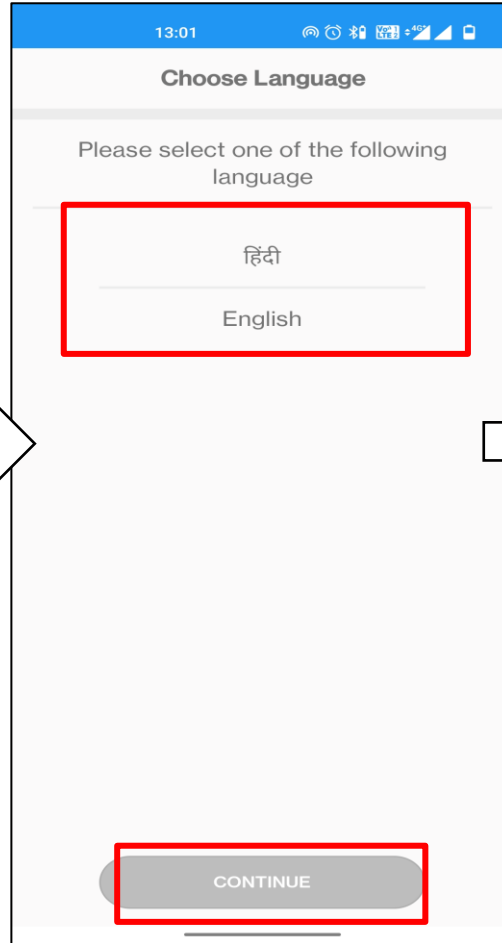 13:01
Choose Language
Please select one of the following
language
हिंदी
English
CONTINUE